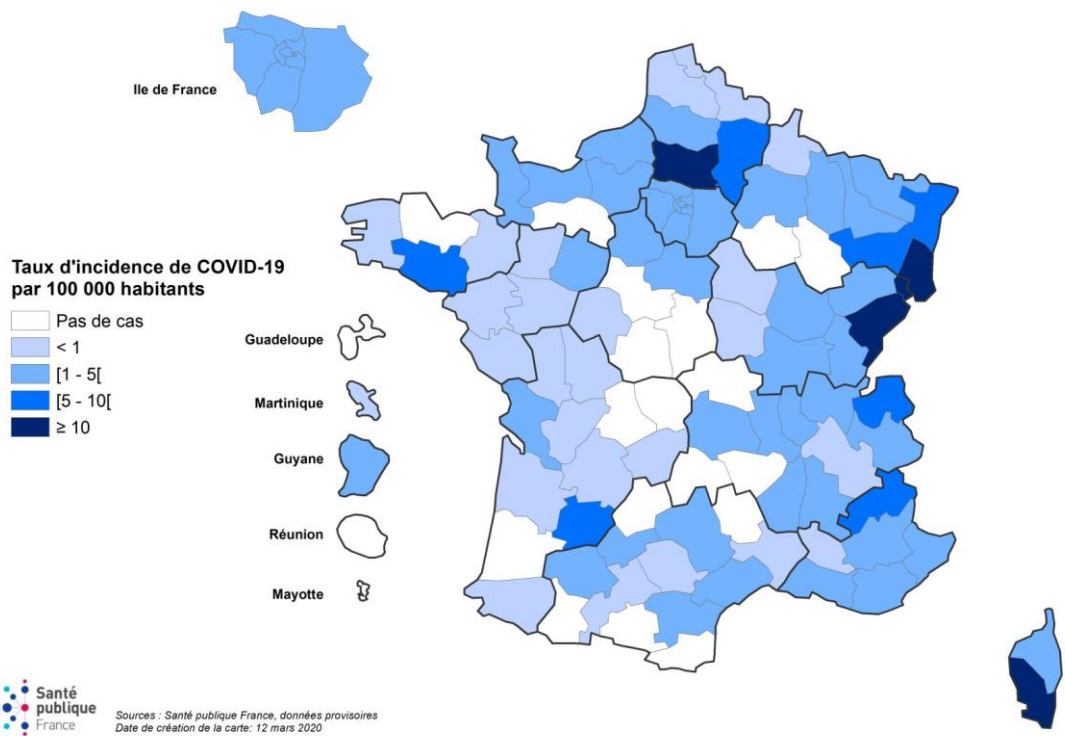 Ile de France
Taux d'incidence de COVID-19
par 100 000 habitants
Pas de cas
< 1
[1 - 5[
[5 - 10[
≥ 10
Guadeloupe
Martinique
Guyane
Réunion
Mayotte
Santé
publique
France
Sources : Santé publique France, données provisoires
Date de création de la carte: 12 mars 2020